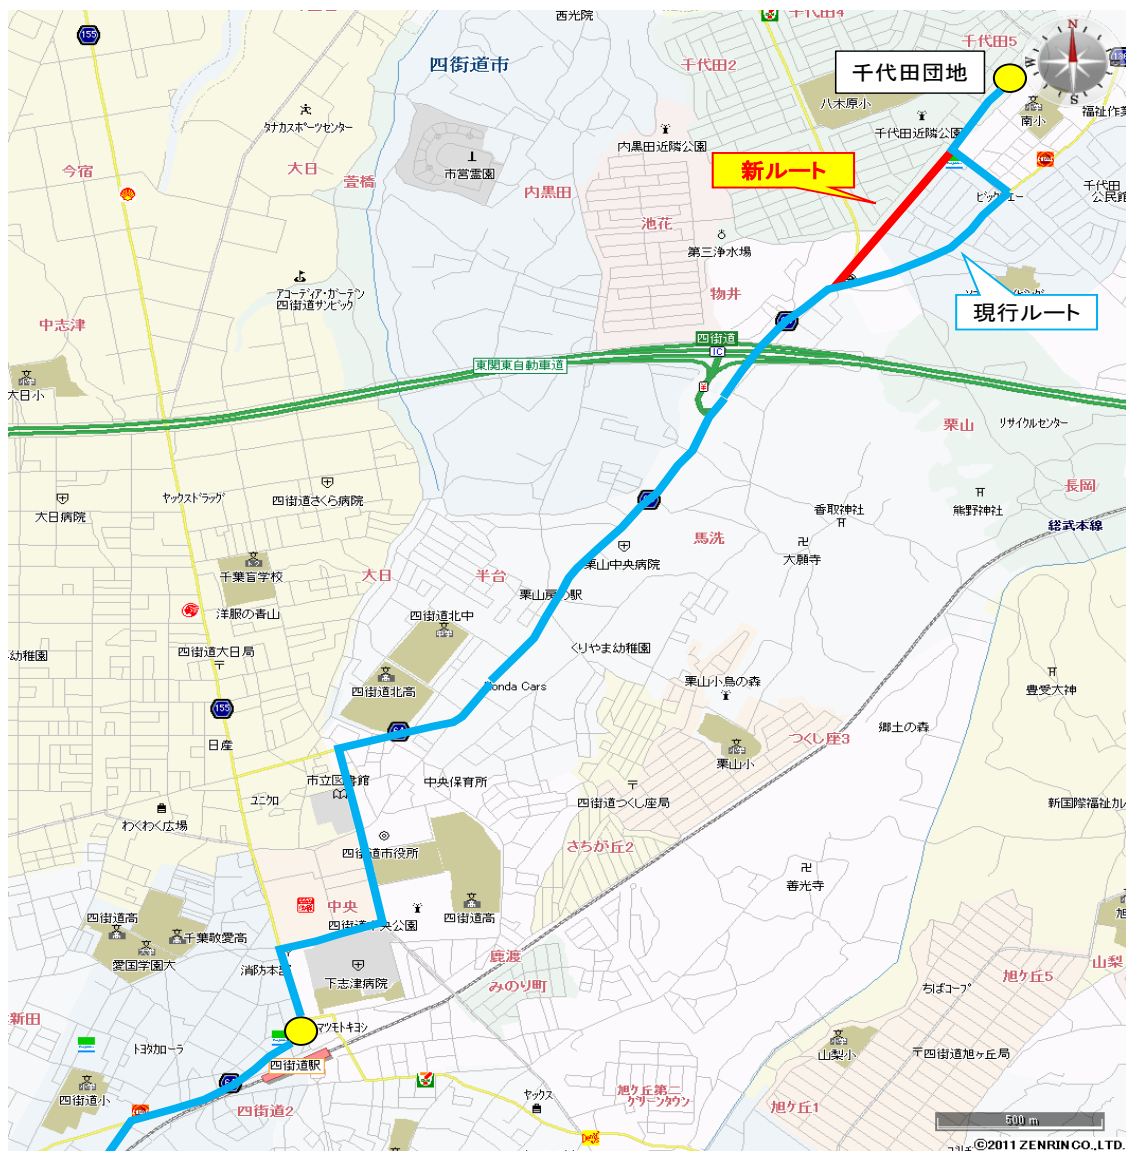 155
西光院
千代田4
千代田5
N
W
S
四街道市
千代田2
千代田団地
八木原小
南小
福祉作業
タナカスポーツセンター
内黒田近隣公園
千代田近隣公園
今宿
大日
萱橋
市営霊園
内黒田
新ルート
千代田
公民館
池花
第三浄水場
アコーディア・ガーデン
四街道サンピック
物井
現行ルート
中志津
四街道
IC
東関東自動車道
大日小
栗山
リサイクルセンター
ヤックスドラッグ
四街道さくら病院
長岡
大日病院
香取神社
熊野神社
総武本線
馬洗
大願寺
千葉盲学校
大日
半台
栗山中央病院
洋服の青山
四街道北中
四街道大日局
くりやま幼稚園
幼稚園
四街道北高
栗山小鳥の森
豊受大神
155
日産
郷土の森
つくし座3
栗山小
市立図書館
中央保育所
ユニクロ
四街道つくし座局
わくわく広場
新国際福祉カレ
四街道市役所
さちが丘2
善光寺
四街道高
中央
四街道中央公園
四街道高
千葉敬愛高
愛国学園大
消防本部
下志津病院
鹿渡
みのり町
旭ケ丘5
山梨
ちばコープ
新田
マツモトキヨシ
トヨタカローラ
四街道駅
山梨小
四街道旭ヶ丘局
四街道小
四街道2
ヤックス
旭ケ丘第二
グリーンタウン
旭ケ丘1
500 m
©2011 ZENRIN CO.,LTD.